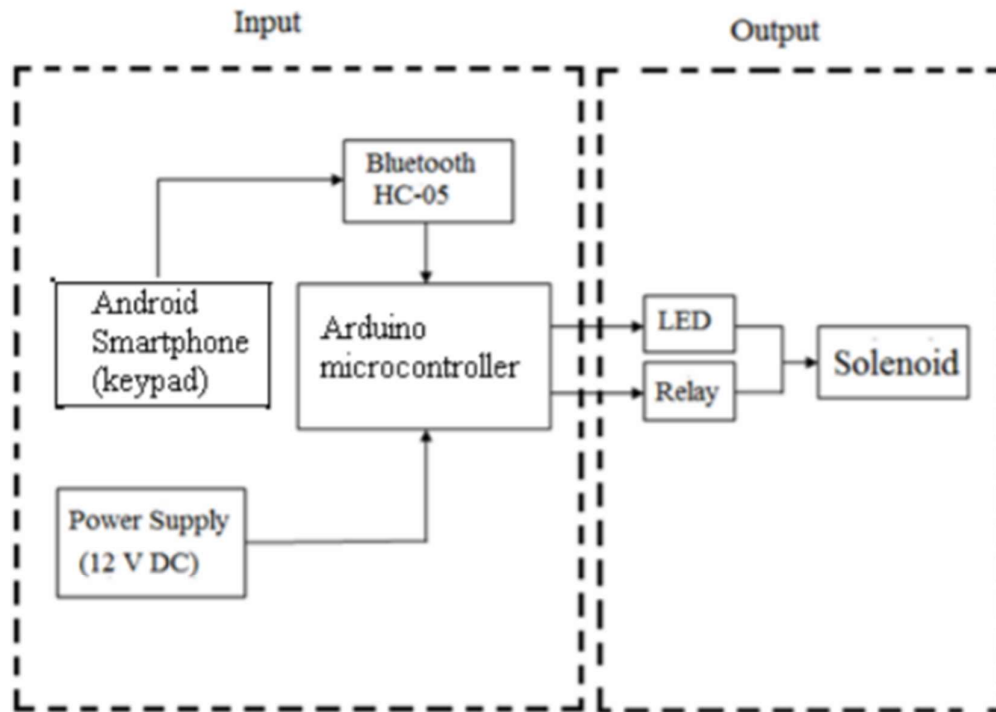 Input
Output
Bluetooth
HC-05
Android
Smartphone
(keypad)
Arduino
microcontroller
LED
Relay
Solenoid
Power Supply
(12 V DC)